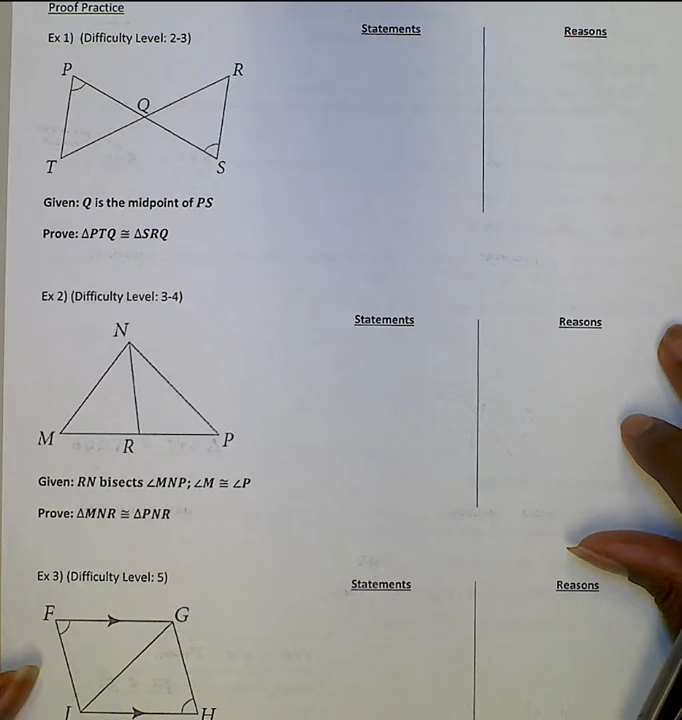 Proof Practice
Ex 1) (Difficulty Level: 2-3)
Statements
Reasons
P
R
Q
T
S
Given: Q is the midpoint of PS
Prove: ΔPTQ ≅ ΔSRQ
Ex 2) (Difficulty Level: 3-4)
Statements
Reasons
N
M
R
P
Given: RN bisects ∠MNP; ∠M ≅ ∠P
Prove: ΔMNR ≅ ΔPNR
Ex 3) (Difficulty Level: 5)
Statements
Reasons
F
G
H